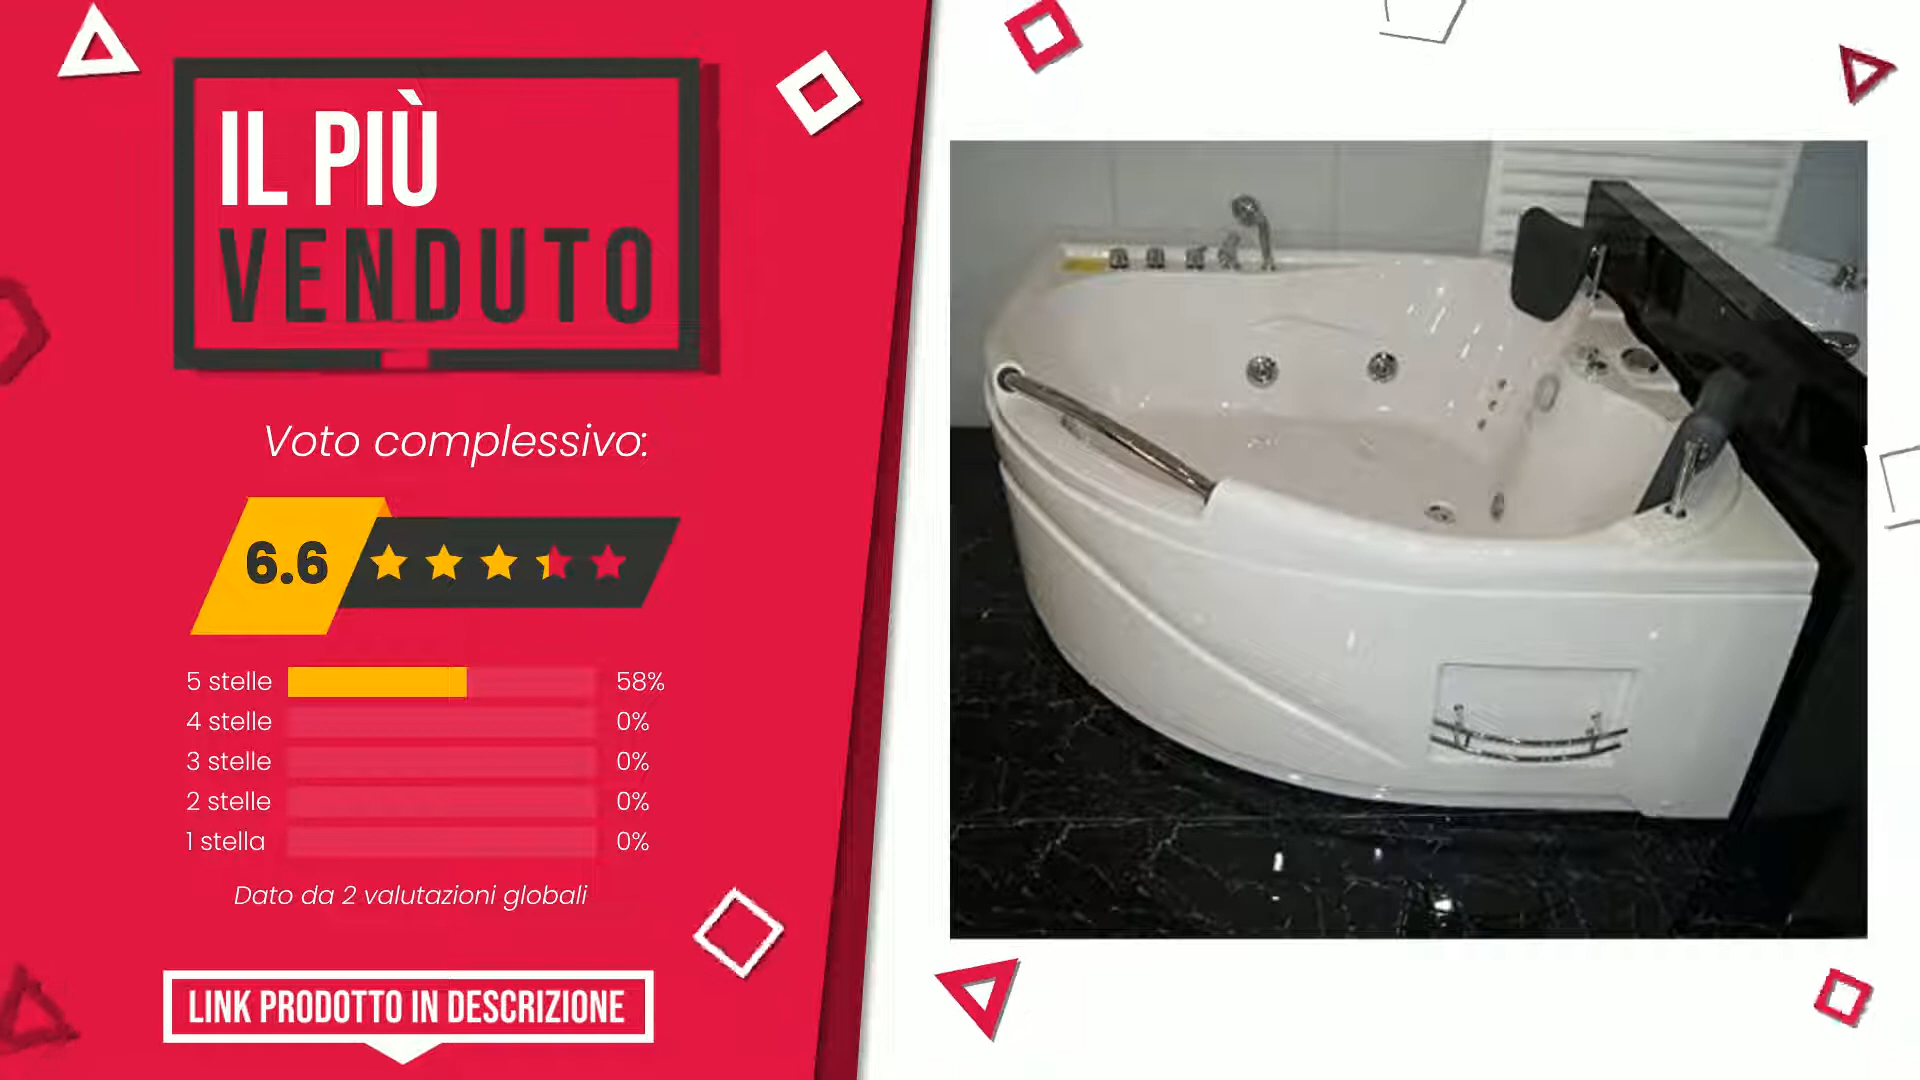 IL PIÙ
VENDUTO
Voto complessivo:
6.6
5 stelle 58%
4 stelle 0%
3 stelle 0%
2 stelle 0%
1 stella 0%
Dato da 2 valutazioni globali
LINK PRODOTTO IN DESCRIZIONE